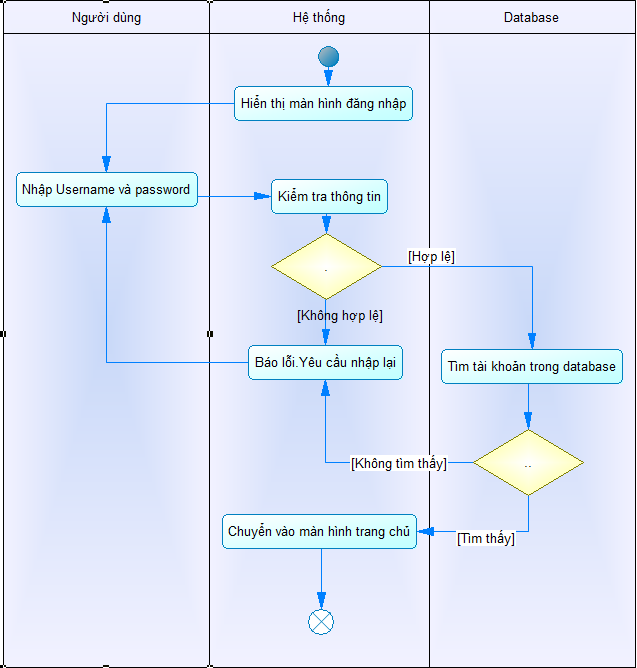 Người dùng
Hệ thống
Database
Hiển thị màn hình đăng nhập
Nhập Username và password
Kiểm tra thông tin
.
[Hợp lệ]
[Không hợp lệ]
Báo lỗi.Yêu cầu nhập lại
Tìm tài khoản trong database
..
[Không tìm thấy]
Chuyển vào màn hình trang chủ
[Tìm thấy]